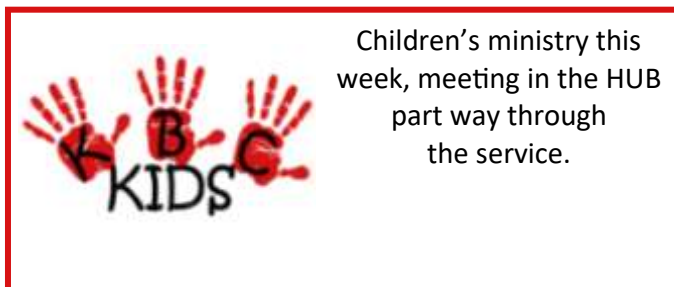 K B C
KIDS
Children’s ministry this
week, meeting in the HUB
part way through
the service.